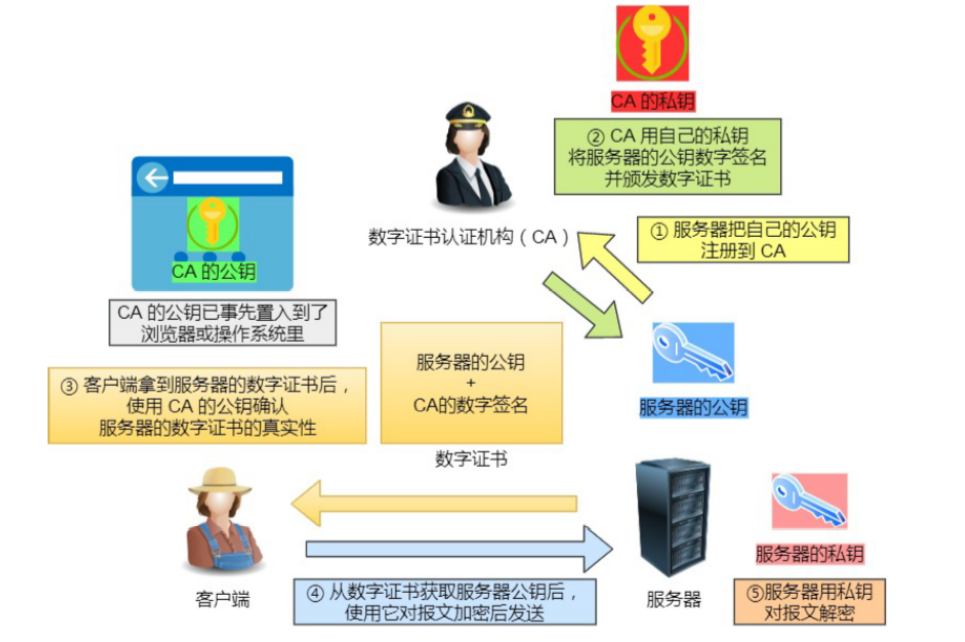 CA 的私钥
② CA 用自己的私钥
将服务器的公钥数字签名
并颁发数字证书
数字证书认证机构（CA）
① 服务器把自己的公钥
注册到 CA
CA 的公钥
CA 的公钥已事先置入到了
浏览器或操作系统里
③ 客户端拿到服务器的数字证书后，
使用 CA 的公钥确认
服务器的数字证书的真实性
服务器的公钥
+
CA的数字签名
数字证书
服务器的公钥
服务器的私钥
客户端
④ 从数字证书获取服务器公钥后，
使用它对报文加密后发送
服务器
⑤服务器用私钥
对报文解密